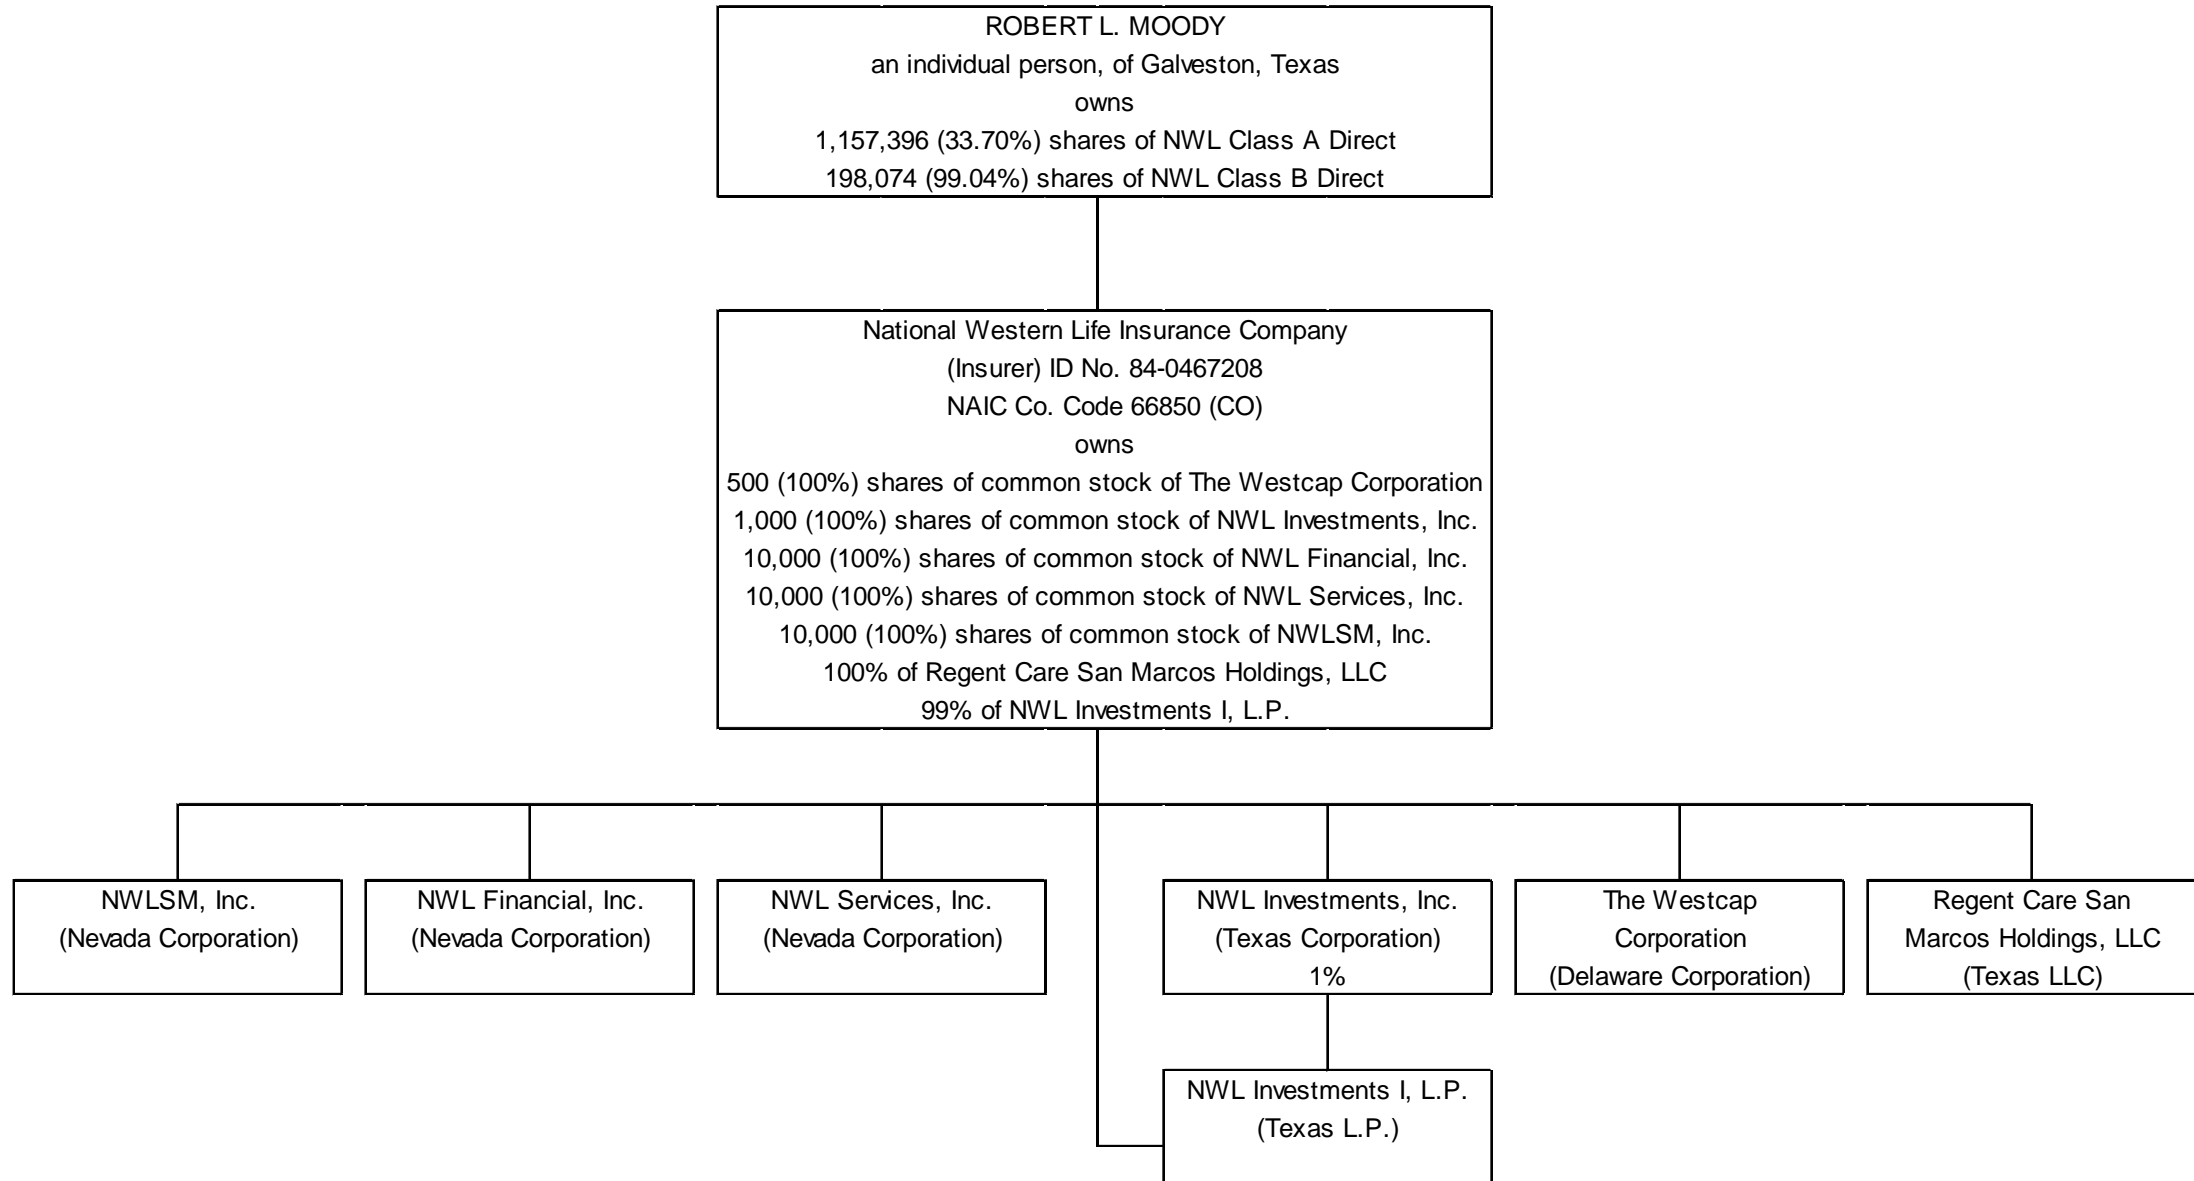 ROBERT L. MOODY
an individual person, of Galveston, Texas
owns
1,157,396 (33.70%) shares of NWL Class A Direct
198,074 (99.04%) shares of NWL Class B Direct
National Western Life Insurance Company
(Insurer) ID No. 84-0467208
NAIC Co. Code 66850 (CO)
owns
500 (100%) shares of common stock of The Westcap Corporation
1,000 (100%) shares of common stock of NWL Investments, Inc.
10,000 (100%) shares of common stock of NWL Financial, Inc.
10,000 (100%) shares of common stock of NWL Services, Inc.
10,000 (100%) shares of common stock of NWLSM, Inc.
100% of Regent Care San Marcos Holdings, LLC
99% of NWL Investments I, L.P.
NWLSM, Inc.
(Nevada Corporation)
NWL Financial, Inc.
(Nevada Corporation)
NWL Services, Inc.
(Nevada Corporation)
NWL Investments, Inc.
(Texas Corporation)
1%
The Westcap
Corporation
(Delaware Corporation)
Regent Care San
Marcos Holdings, LLC
(Texas LLC)
NWL Investments I, L.P.
(Texas L.P.)